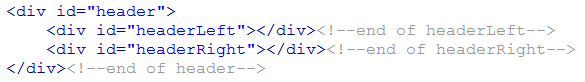 <div id="header">
    <div id="headerLeft"></div><!--end of headerLeft-->
    <div id="headerRight"></div><!--end of headerRight-->
</div><!--end of header-->